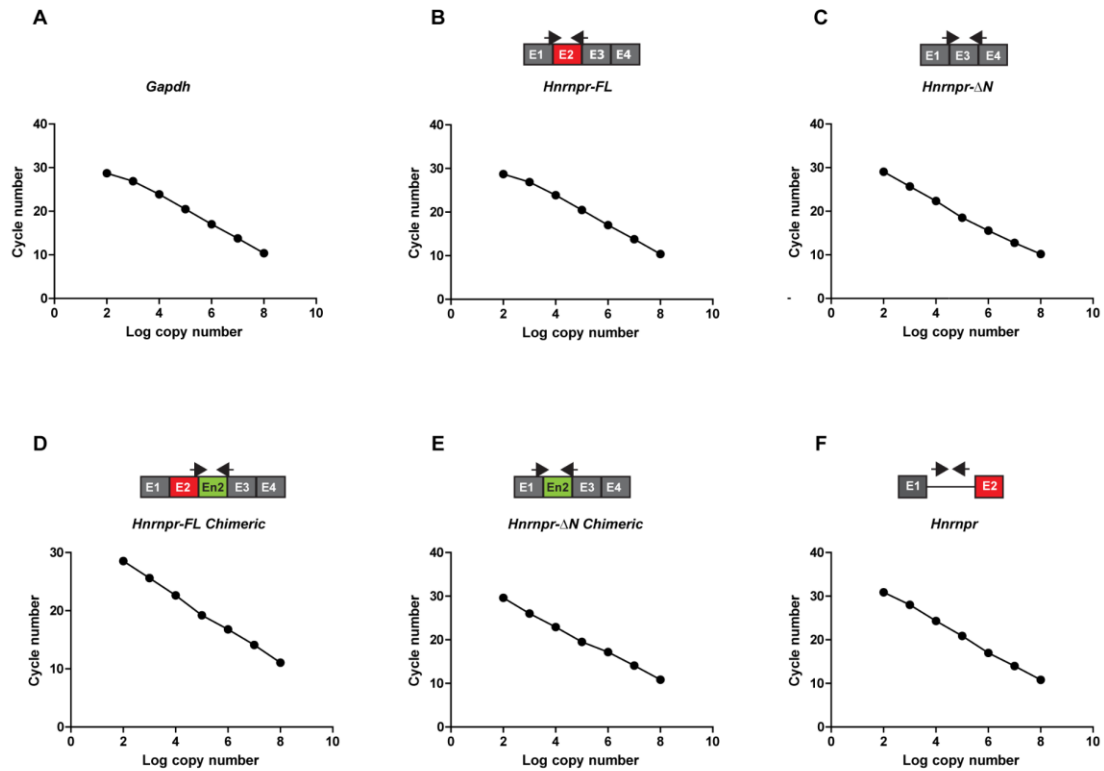 A
Gapdh
40
30
20
10
0
0 2 4 6 8 10
Cycle number
Log copy number
B
E1 E2 E3 E4
Hnrnpr-FL
40
30
20
10
0
0 2 4 6 8 10
Cycle number
Log copy number
C
E1 E3 E4
Hnrnpr-ΔN
40
30
20
10
0
0 2 4 6 8 10
Cycle number
Log copy number
-
D
E1 E2 En2 E3 E4
Hnrnpr-FL Chimeric
30
20
10
0
0 2 4 6 8 10
Cycle number
Log copy number
E
E1 En2 E3 E4
Hnrnpr-ΔN Chimeric
40
30
20
10
0
0 2 4 6 8 10
Cycle number
Log copy number
F
E1 E2
Hnrnpr
40
30
20
10
0
0 2 4 6 8 10
Cycle number
Log copy number